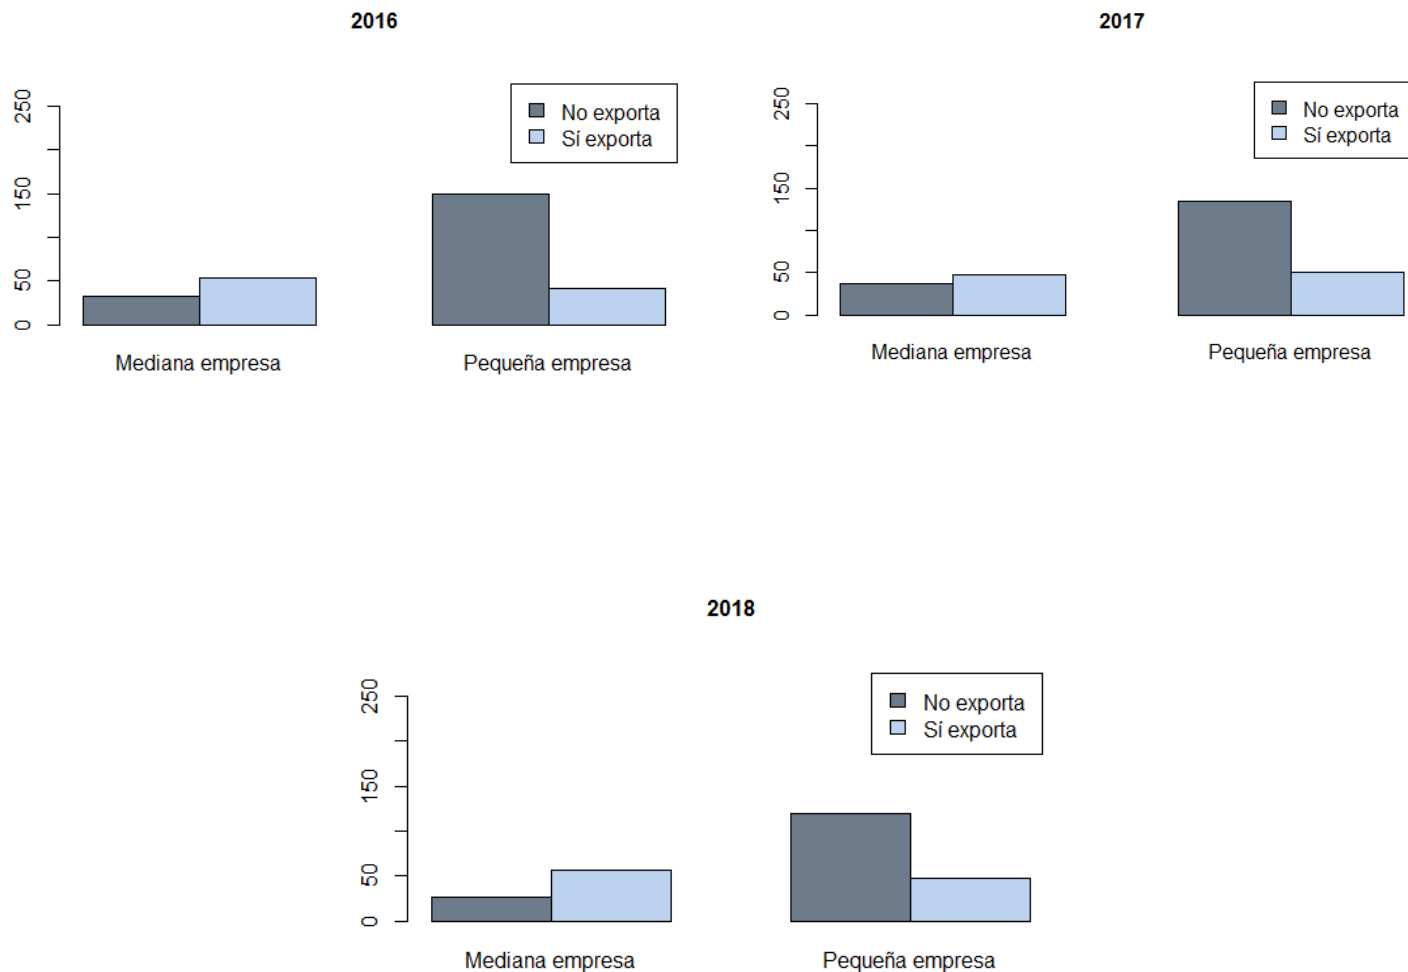 2016
250
150
50
0
No exporta
Sí exporta
Mediana empresa
Pequeña empresa
2017
250
150
50
0
No exporta
Sí exporta
Mediana empresa
Pequeña empresa
2018
250
150
50
0
No exporta
Sí exporta
Mediana empresa
Pequeña empresa